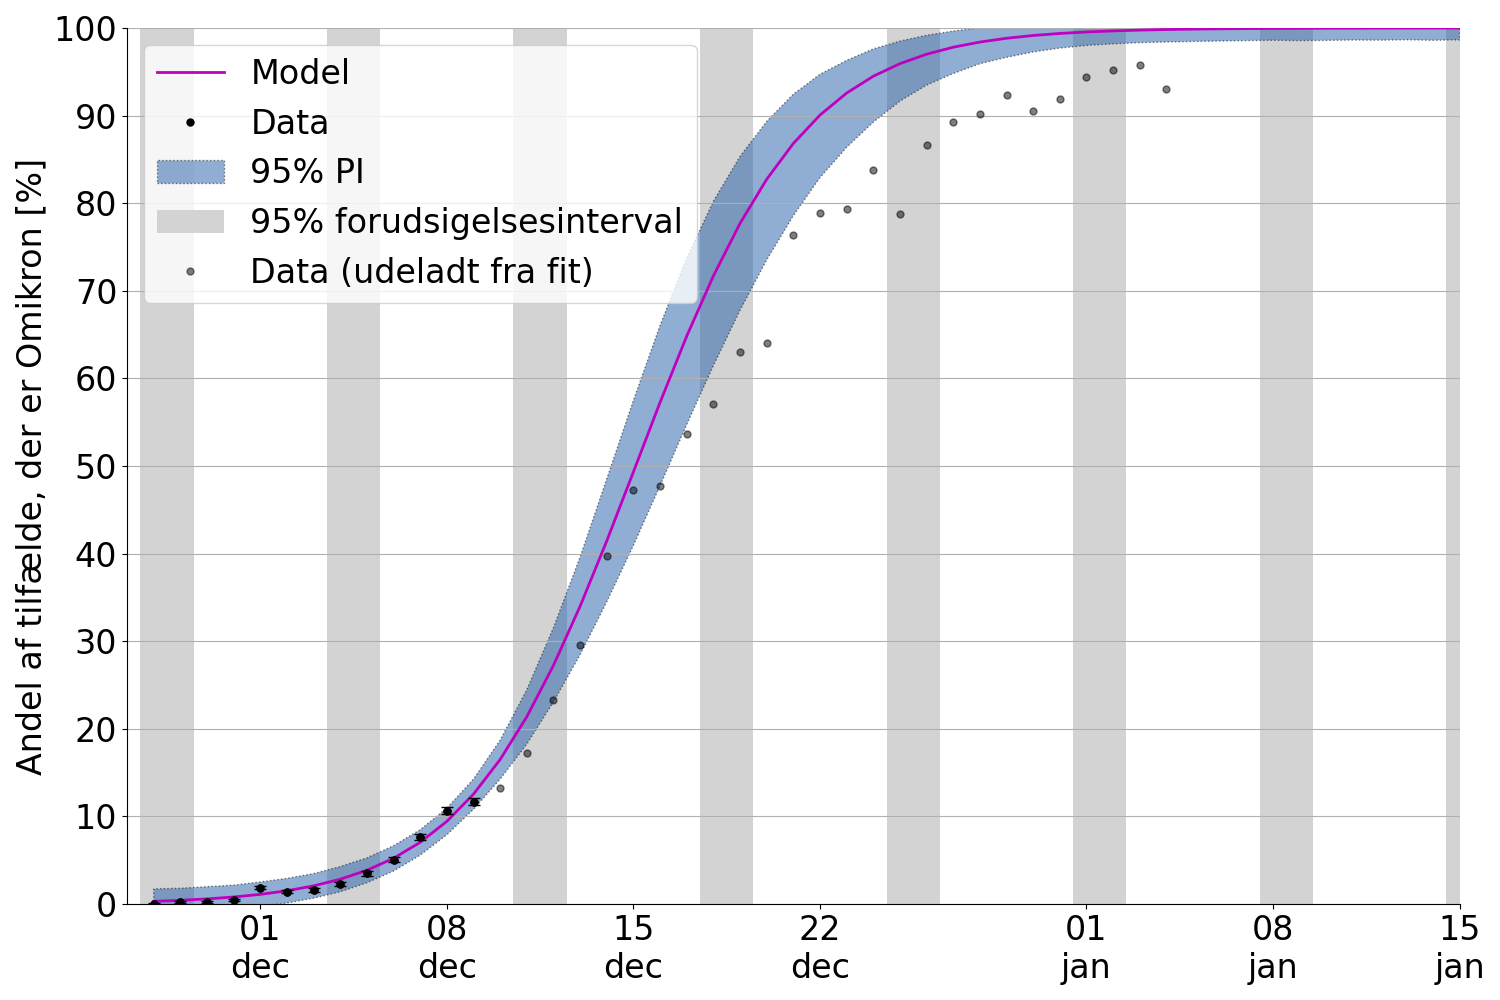 Andel af tilfælde, der er Omikron [%]
100
90
80
70
60
50
40
30
20
10
0
Model
Data
95% PI
95% forudsigelsesinterval
Data (udeladt fra fit)
01 08 15 22 01 08 15
dec dec dec dec jan jan jan